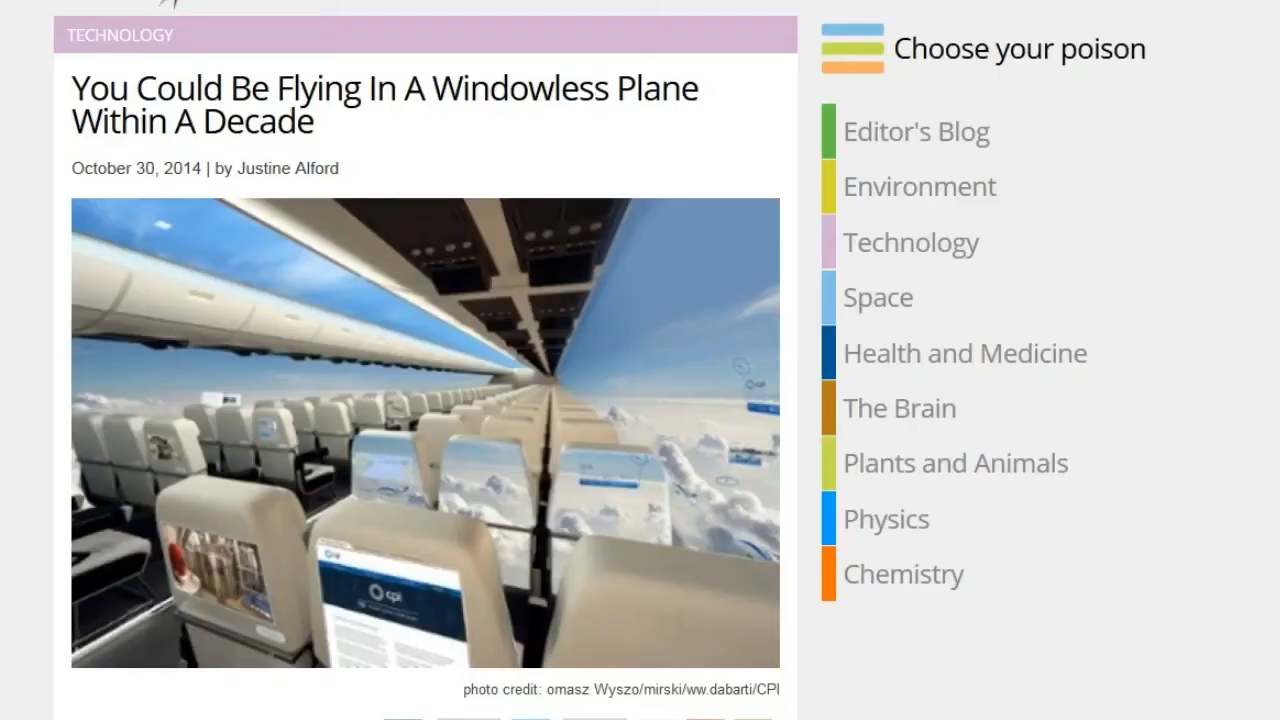 TECHNOLOGY
You Could Be Flying In A Windowless Plane
Within A Decade
October 30, 2014 | by Justine Alford
cpi
cpi
photo credit: omasz Wyszo/mirski/ww.dabarti/CPI
Choose your poison
Editor's Blog
Environment
Technology
Space
Health and Medicine
The Brain
Plants and Animals
Physics
Chemistry